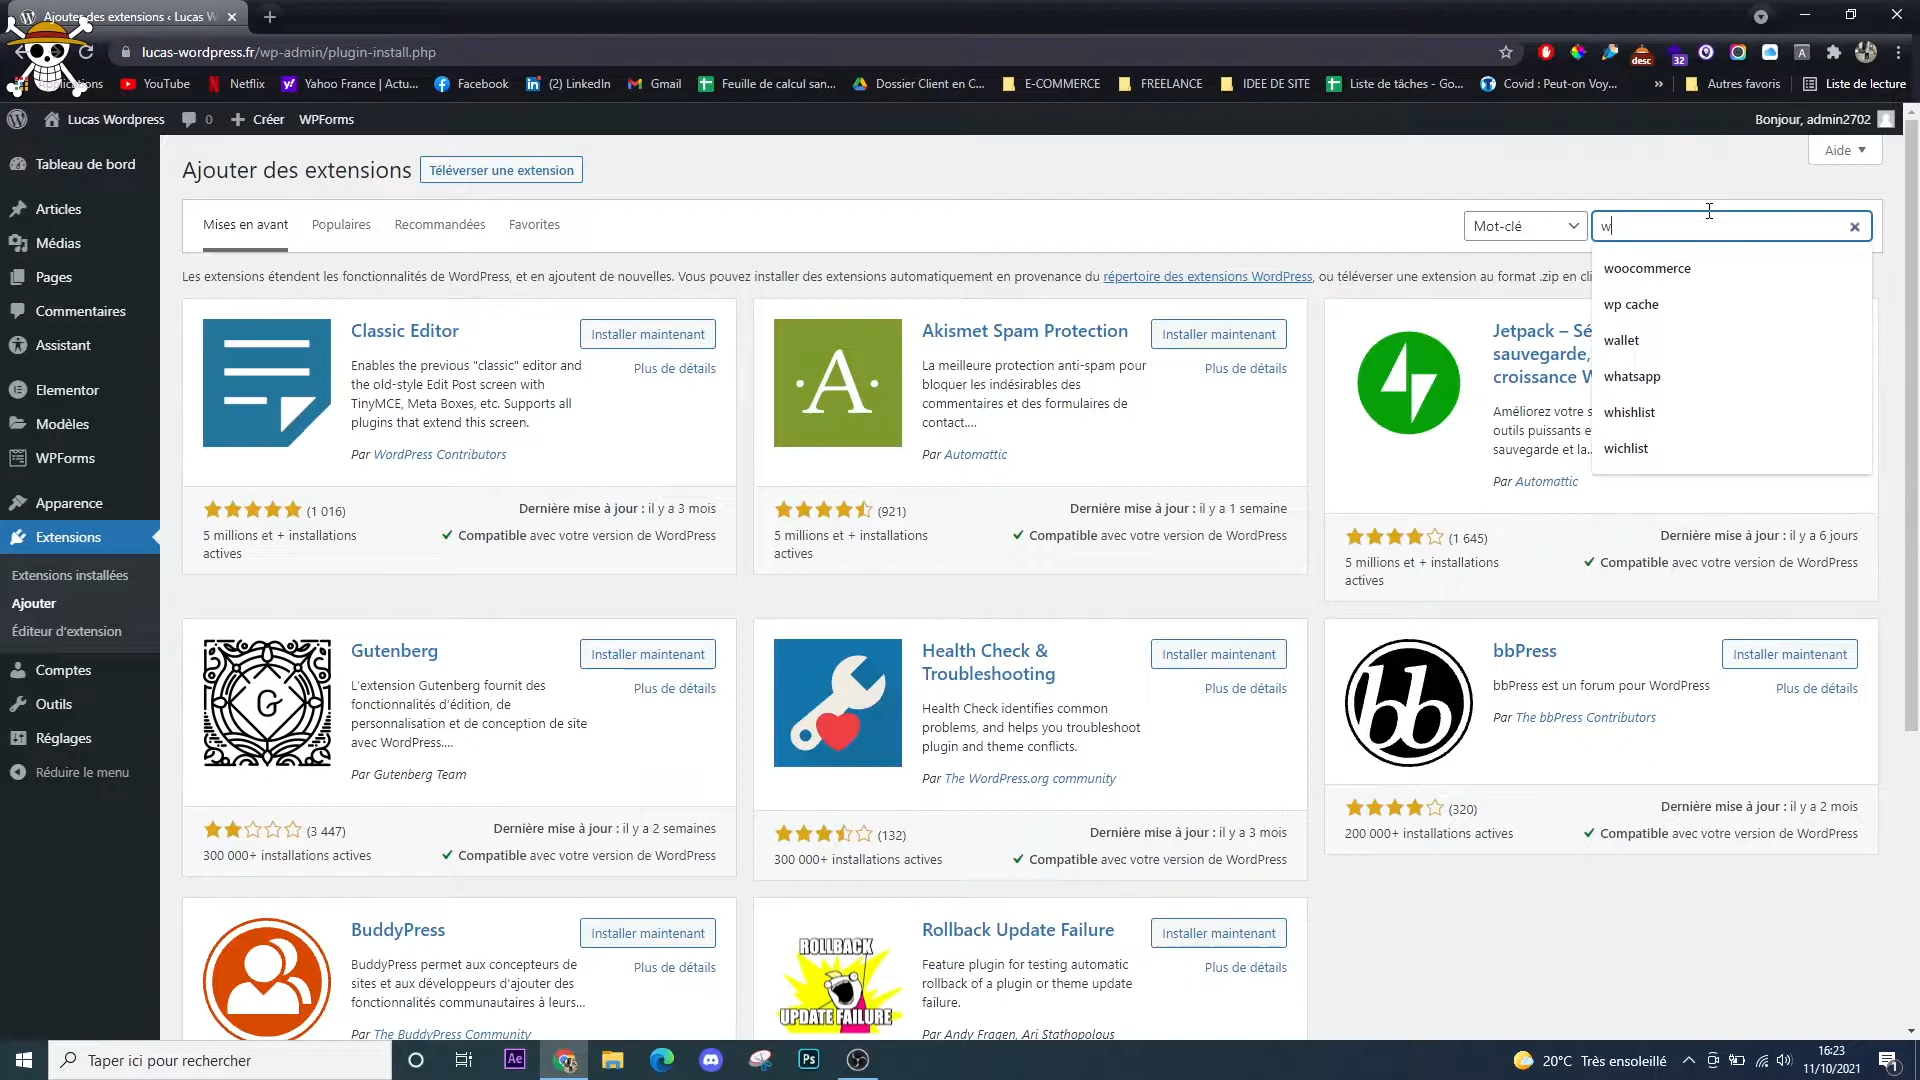 Ajouter des extensions ‹ Lucas W
lucas-wordpress.fr/wp-admin/plugin-install.php
desc
32
YouTube
Netflix
Yahoo France | Actu...
Facebook
(2) LinkedIn
Gmail
Feuille de calcul san...
Dossier Client en C...
E-COMMERCE
FREELANCE
IDEE DE SITE
Liste de tâches - Go...
Covid : Peut-on Voy...
»
Autres favoris
Liste de lecture
Lucas Wordpress
0
Créer
WPForms
Bonjour, admin2702
Tableau de bord
Articles
Médias
Pages
Commentaires
Assistant
Elementor
Modèles
WPForms
Apparence
Extensions
Extensions installées
Ajouter
Éditeur d'extension
Comptes
Outils
Réglages
Réduire le menu
Aide
Ajouter des extensions
Téléverser une extension
Mises en avant
Populaires
Recommandées
Favorites
Mot-clé
w
woocommerce
wp cache
wallet
whatsapp
whishlist
wichlist
Les extensions étendent les fonctionnalités de WordPress, et en ajoutent de nouvelles. Vous pouvez installer des extensions automatiquement en provenance du répertoire des extensions WordPress, ou téléverser une extension au format .zip en cli
Classic Editor
Installer maintenant
Plus de détails
Enables the previous "classic" editor and
the old-style Edit Post screen with
TinyMCE, Meta Boxes, etc. Supports all
plugins that extend this screen.
Par WordPress Contributors
(1 016)
5 millions et + installations
actives
Dernière mise à jour : il y a 3 mois
Compatible avec votre version de WordPress
A
Akismet Spam Protection
Installer maintenant
Plus de détails
La meilleure protection anti-spam pour
bloquer les indésirables des
commentaires et des formulaires de
contact....
Par Automattic
(921)
5 millions et + installations
actives
Dernière mise à jour : il y a 1 semaine
Compatible avec votre version de WordPress
Jetpack – Sé
sauvegarde,
croissance W
Améliorez votre s
outils puissants e
sauvegarde et la..
Par Automattic
(1 645)
5 millions et + installations
actives
Dernière mise à jour : il y a 6 jours
Compatible avec votre version de WordPress
G
Gutenberg
Installer maintenant
Plus de détails
L'extension Gutenberg fournit des
fonctionnalités d'édition, de
personnalisation et de conception de site
avec WordPress....
Par Gutenberg Team
(3 447)
300 000+ installations actives
Dernière mise à jour : il y a 2 semaines
Compatible avec votre version de WordPress
Health Check &
Troubleshooting
Installer maintenant
Plus de détails
Health Check identifies common
problems, and helps you troubleshoot
plugin and theme conflicts.
Par The WordPress.org community
(132)
300 000+ installations actives
Dernière mise à jour : il y a 3 mois
Compatible avec votre version de WordPress
bb
bbPress
Installer maintenant
Plus de détails
bbPress est un forum pour WordPress
Par The bbPress Contributors
(320)
200 000+ installations actives
Dernière mise à jour : il y a 2 mois
Compatible avec votre version de WordPress
BuddyPress
Installer maintenant
Plus de détails
BuddyPress permet aux concepteurs de
sites et aux développeurs d'ajouter des
fonctionnalités communautaires à leurs...
Par The BuddyPress Community
ROLLBACK
UPDATE FAILURE
Rollback Update Failure
Installer maintenant
Plus de détails
Feature plugin for testing automatic
rollback of a plugin or theme update
failure.
Par Andy Fragen, Ari Stathopolous
Taper ici pour rechercher
Ae
Ps
20°C Très ensoleillé
16:23
11/10/2021
1